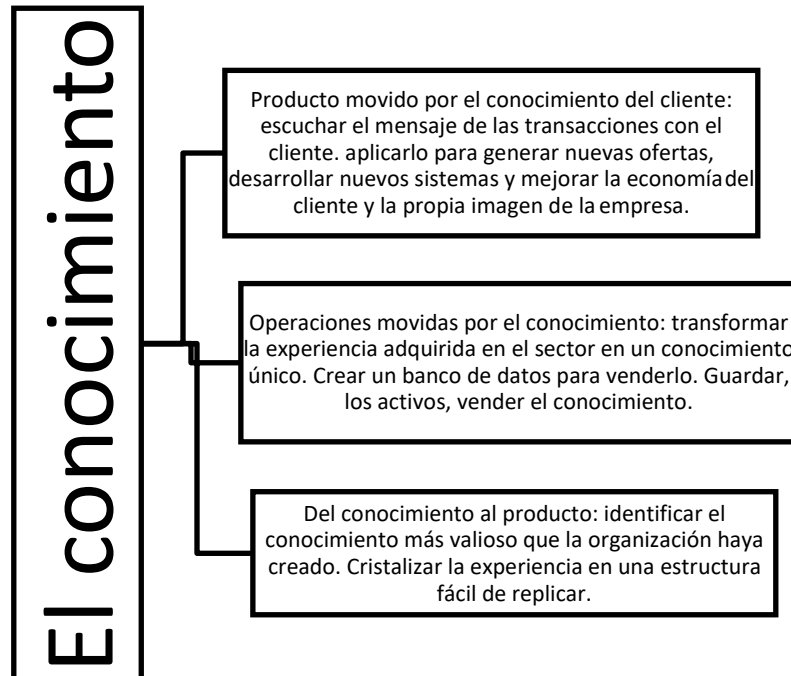 El conocimiento
Producto movido por el conocimiento del cliente:
escuchar el mensaje de las transacciones con el
cliente. aplicarlo para generar nuevas ofertas,
desarrollar nuevos sistemas y mejorar la economía del
cliente y la propia imagen de la empresa.
Operaciones movidas por el conocimiento: transformar
la experiencia adquirida en el sector en un conocimiento
único. Crear un banco de datos para venderlo. Guardar,
los activos, vender el conocimiento.
Del conocimiento al producto: identificar el
conocimiento más valioso que la organización haya
creado. Cristalizar la experiencia en una estructura
fácil de replicar.